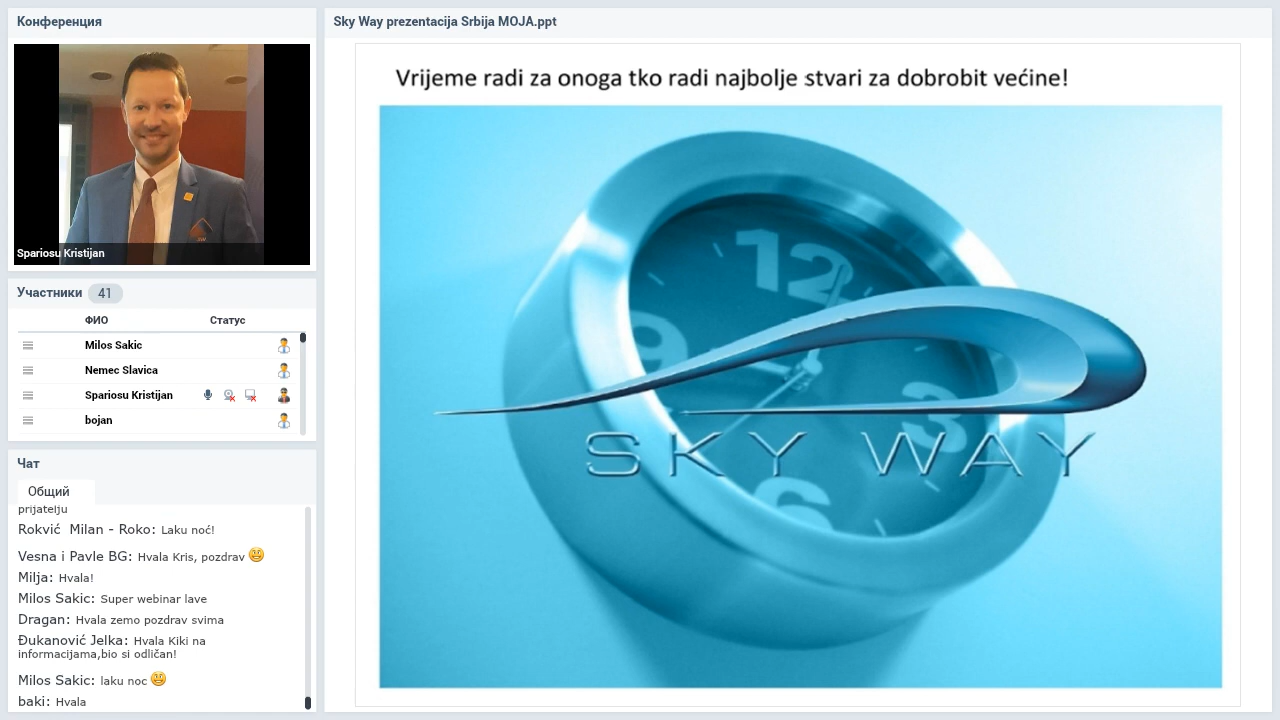 Конференция
Spariosu Kristijan
Участники 41
ФИО Статус
Milos Sakic
Nemec Slavica
Spariosu Kristijan
bojan
Чат
Общий
prijatelju
Rokvić Milan - Roko: Laku noć!
Vesna i Pavle BG: Hvala Kris, pozdrav
Milja: Hvala!
Milos Sakic: Super webinar lave
Dragan: Hvala zemo pozdrav svima
Đukanović Jelka: Hvala Kiki na
informacijama,bio si odličan!
Milos Sakic: laku noc
baki: Hvala
Sky Way prezentacija Srbija MOJA.ppt
Vrijeme radi za onoga tko radi najbolje stvari za dobrobit većine!
12
9
3
6
SKY WAY